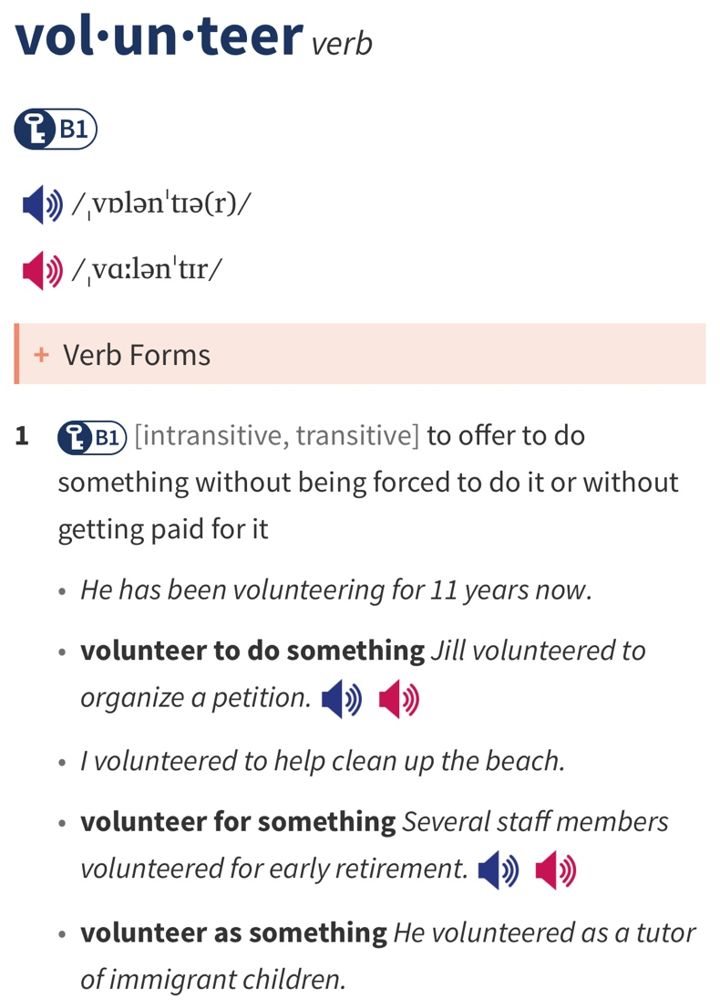 vol·un·teer verb
B1
/ˌvɒlənˈtɪə(r)/
/ˌvɑːlənˈtɪr/
+ Verb Forms
1 B1 [intransitive, transitive] to offer to do
something without being forced to do it or without
getting paid for it
• He has been volunteering for 11 years now.
• volunteer to do something Jill volunteered to
organize a petition.
• I volunteered to help clean up the beach.
• volunteer for something Several staff members
volunteered for early retirement.
• volunteer as something He volunteered as a tutor
of immigrant children.